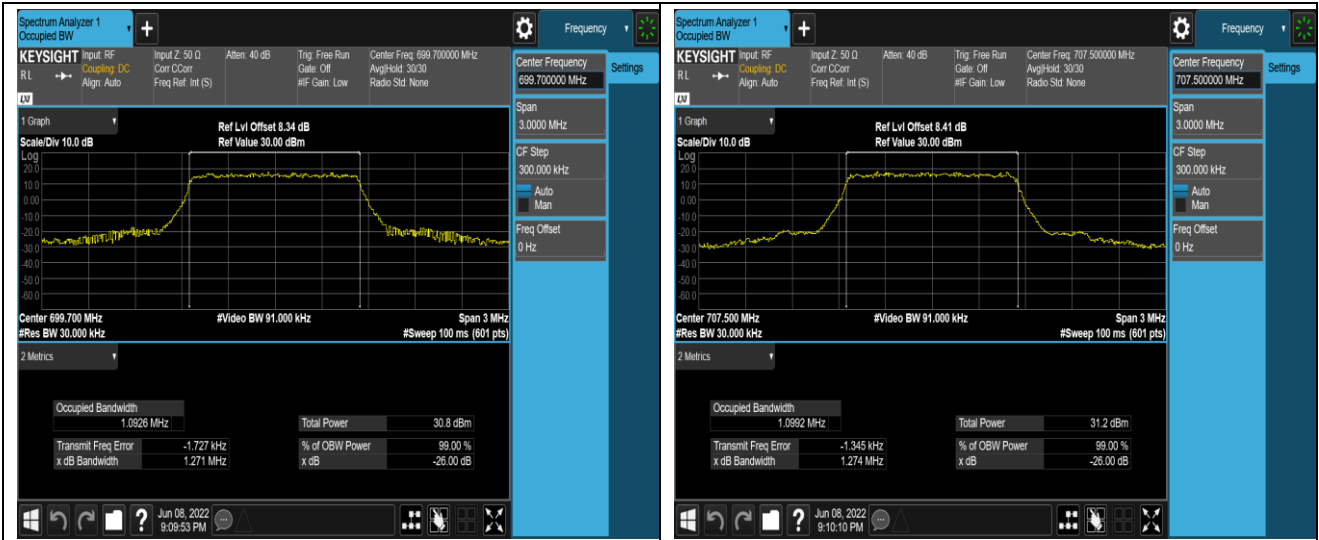 Spectrum Analyzer 1
Occupied BW
+
Frequency
KEYSIGHT Input: RF Input Z: 50 Ω Atten: 40 dB Trig: Free Run Center Freq: 699.700000 MHz
Coupling: DC Corr CCorr Gate: Off Avg|Hold: 30/30
RL Align: Auto Freq Ref: Int (S) #IF Gain: Low Radio Std: None
LXI
Center Frequency
699.700000 MHz
Settings
Span
3.0000 MHz
CF Step
300.000 kHz
Auto
Man
Freq Offset
0 Hz
1 Graph
Ref Lvl Offset 8.34 dB
Scale/Div 10.0 dB Ref Value 30.00 dBm
Log
20.0
10.0
0.00
-10.0
-20.0
-30.0
-40.0
-50.0
-60.0
Center 699.700 MHz #Video BW 91.000 kHz Span 3 MHz
#Res BW 30.000 kHz #Sweep 100 ms (601 pts)
2 Metrics
Occupied Bandwidth
1.0926 MHz Total Power 30.8 dBm
Transmit Freq Error -1.727 kHz % of OBW Power 99.00 %
x dB Bandwidth 1.271 MHz x dB -26.00 dB
?
Jun 08, 2022
9:09:53 PM
Spectrum Analyzer 1
Occupied BW
+
Frequency
KEYSIGHT Input: RF Input Z: 50 Ω Atten: 40 dB Trig: Free Run Center Freq: 707.500000 MHz
Coupling: DC Corr CCorr Gate: Off Avg|Hold: 30/30
RL Align: Auto Freq Ref: Int (S) #IF Gain: Low Radio Std: None
LXI
Center Frequency
707.500000 MHz
Settings
Span
3.0000 MHz
CF Step
300.000 kHz
Auto
Man
Freq Offset
0 Hz
1 Graph
Ref Lvl Offset 8.41 dB
Scale/Div 10.0 dB Ref Value 30.00 dBm
Log
20.0
10.0
0.00
-10.0
-20.0
-30.0
-40.0
-50.0
-60.0
Center 707.500 MHz #Video BW 91.000 kHz Span 3 MHz
#Res BW 30.000 kHz #Sweep 100 ms (601 pts)
2 Metrics
Occupied Bandwidth
1.0992 MHz Total Power 31.2 dBm
Transmit Freq Error -1.345 kHz % of OBW Power 99.00 %
x dB Bandwidth 1.274 MHz x dB -26.00 dB
?
Jun 08, 2022
9:10:10 PM